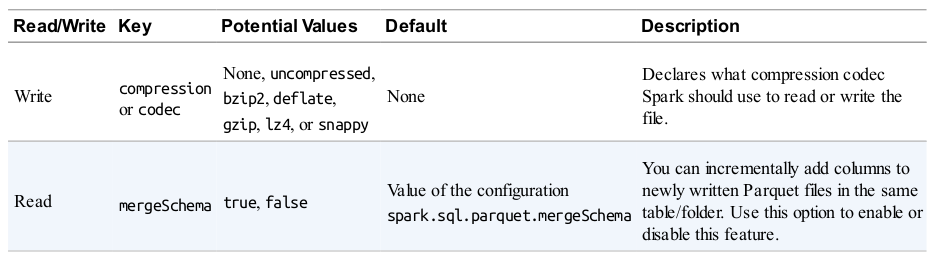 Read/Write Key Potential Values Default Description
Write
compression
or codec
None, uncompressed,
bzip2, deflate,
gzip, lz4, or snappy
None
Declares what compression codec
Spark should use to read or write the
file.
Read
mergeSchema
true, false
Value of the configuration
spark.sql.parquet.mergeSchema
You can incrementally add columns to
newly written Parquet files in the same
table/folder. Use this option to enable or
disable this feature.